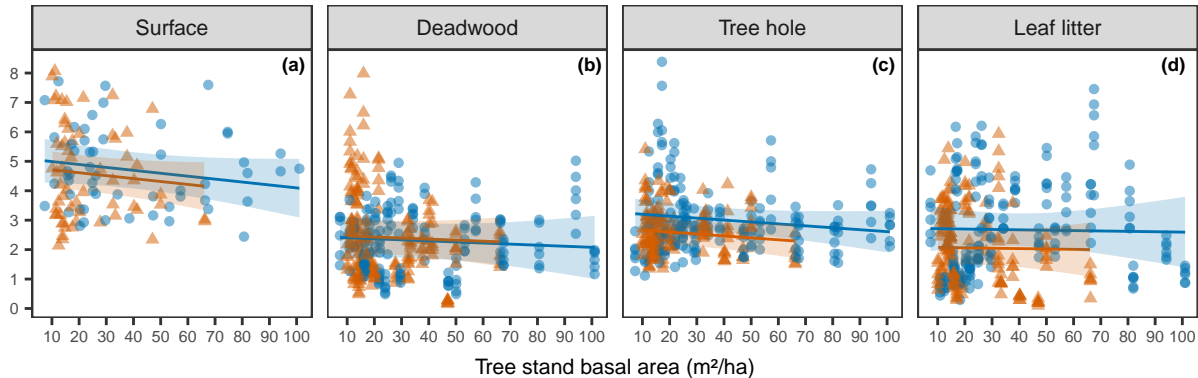 Surface Deadwood Tree hole Leaf litter
(a) (b) (c) (d)
8
7
6
5
4
3
2
1
0
10 20 30 40 50 60 70 80 90 100 10 20 30 40 50 60 70 80 90 100 10 20 30 40 50 60 70 80 90 100 10 20 30 40 50 60 70 80 90 100
Tree stand basal area (m²/ha)